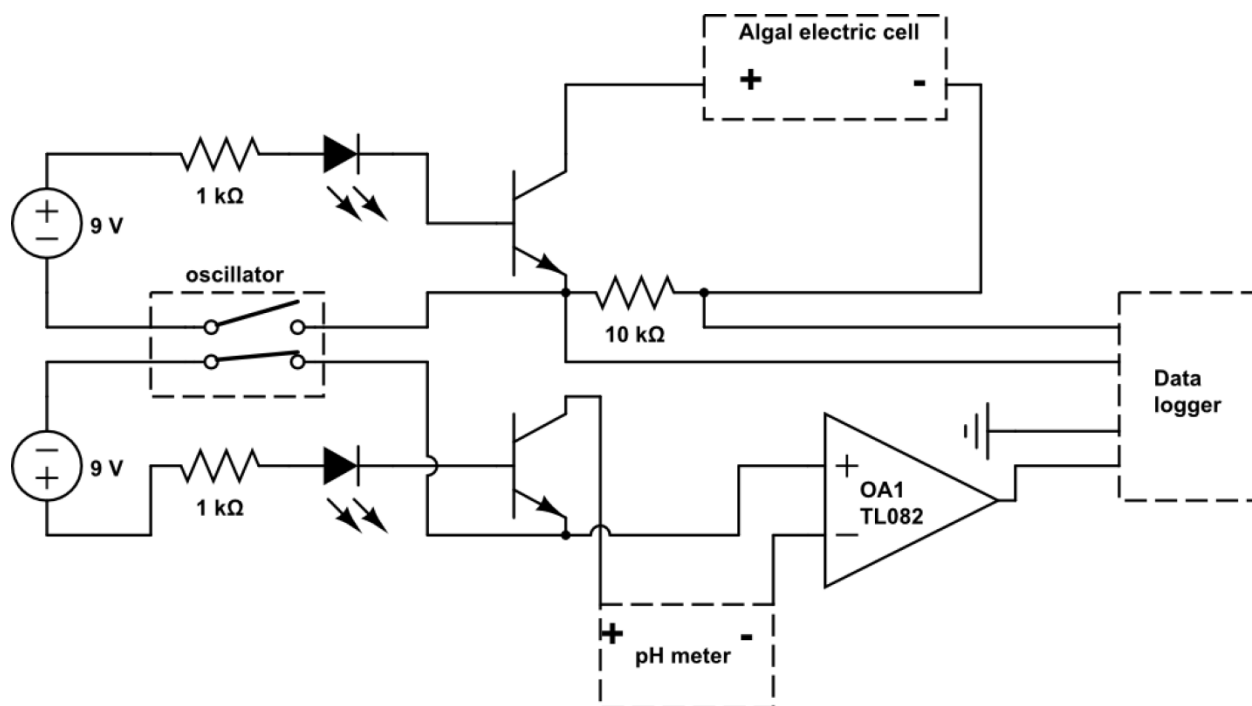 Algal electric cell
+ -
1 kΩ
+
−
9 V
oscillator
10 kΩ
Data
logger
−
+
9 V
1 kΩ
+
OA1
TL082
−
+ -
pH meter